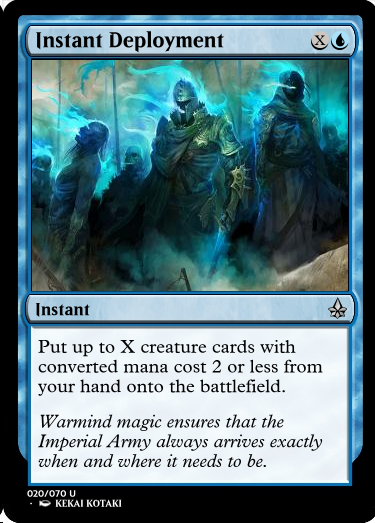 Instant Deployment X
Instant
Put up to X creature cards with
converted mana cost 2 or less from
your hand onto the battlefield.
Warmind magic ensures that the
Imperial Army always arrives exactly
when and where it needs to be.
020/070 U
· KEKAI KOTAKI